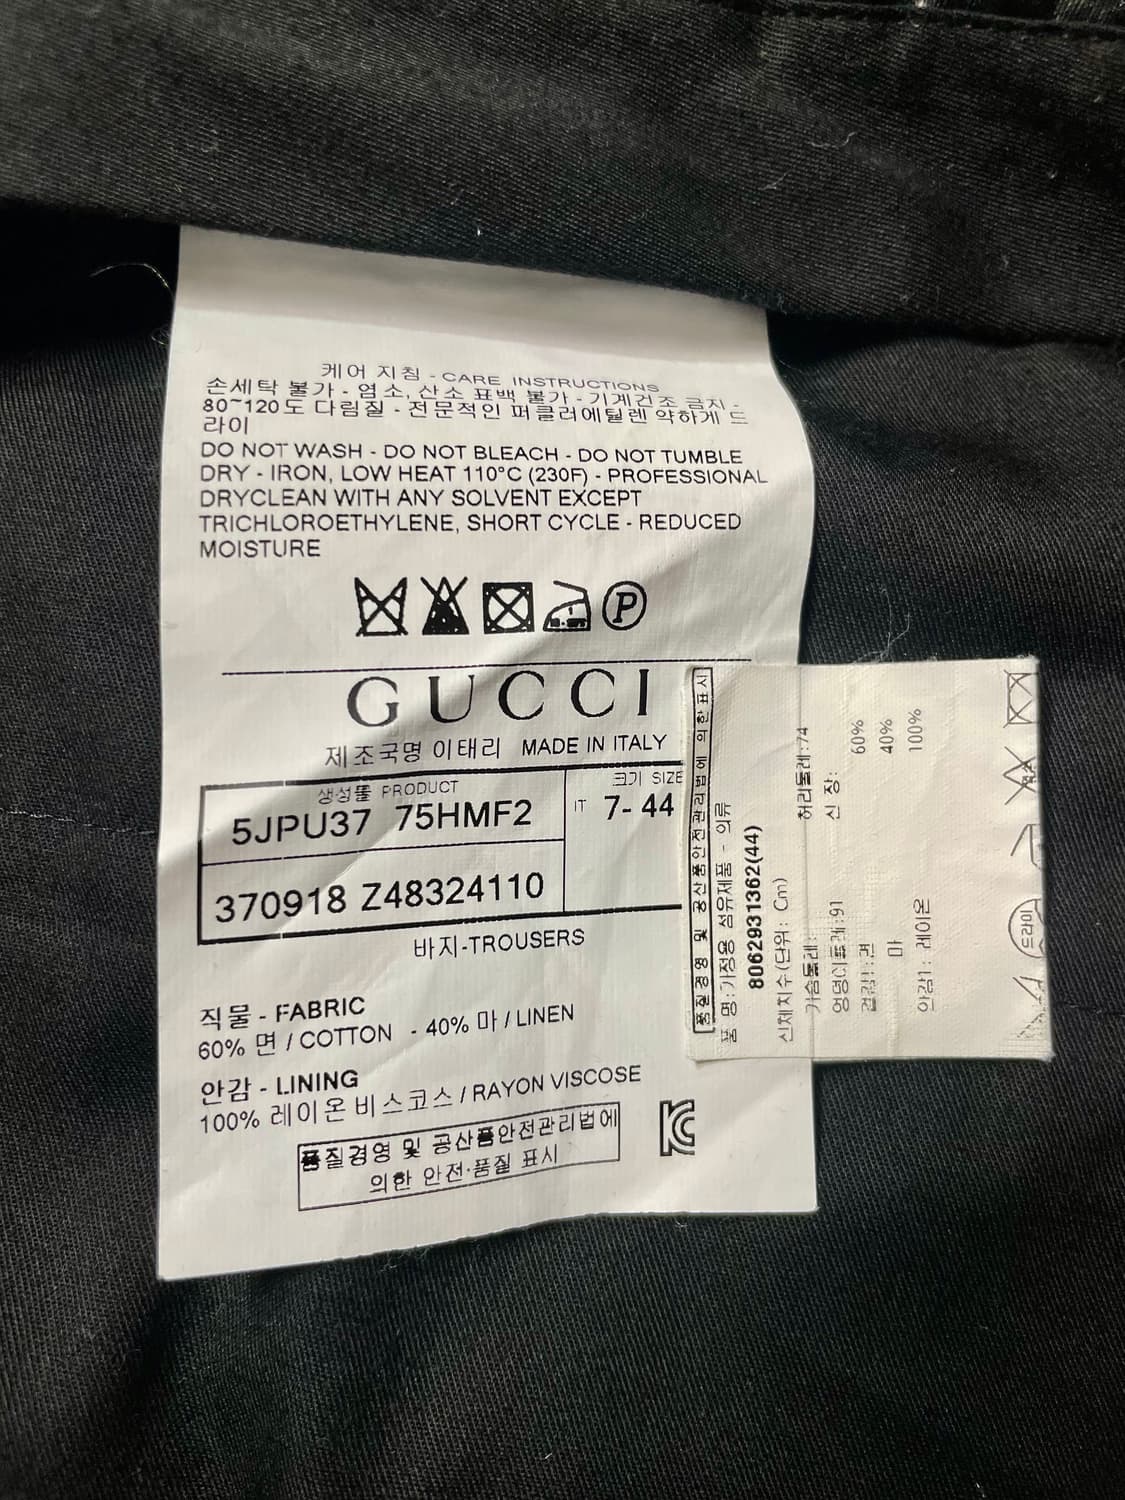 케어 지침 - CARE INSTRUCTIONS
손세탁 불가 - 염소, 산소 표백 불가 - 기계건조 금지 -
80~120도 다림질 - 전문적인 퍼클러에틸렌 약하게 드
라이
DO NOT WASH - DO NOT BLEACH - DO NOT TUMBLE
DRY - IRON, LOW HEAT 110°C (230F) - PROFESSIONAL
DRYCLEAN WITH ANY SOLVENT EXCEPT
TRICHLOROETHYLENE, SHORT CYCLE - REDUCED
MOISTURE
P
GUCCI
제조국명 이태리 MADE IN ITALY
생성뚤 PRODUCT
5JPU37 75HMF2
크기 SIZE
IT 7- 44
370918 Z48324110
바지-TROUSERS
직물 - FABRIC
60% 면 / COTTON - 40% 마 / LINEN
안감 - LINING
100% 레이온 비스코스 / RAYON VISCOSE
품질경영 및 공산품안전관리법에
의한 안전·품질 표시
품질경영 및 공산품안전관리법에 의한 표시
품 명: 가정용 섬유제품 - 의류
8062931362(44)
신체치수(단위: Cm)
가슴둘레: 허리둘레:74
엉덩이둘레:91 신 장:
겉감1:면 60%
마 40%
안감1: 레이온 100%
드라이